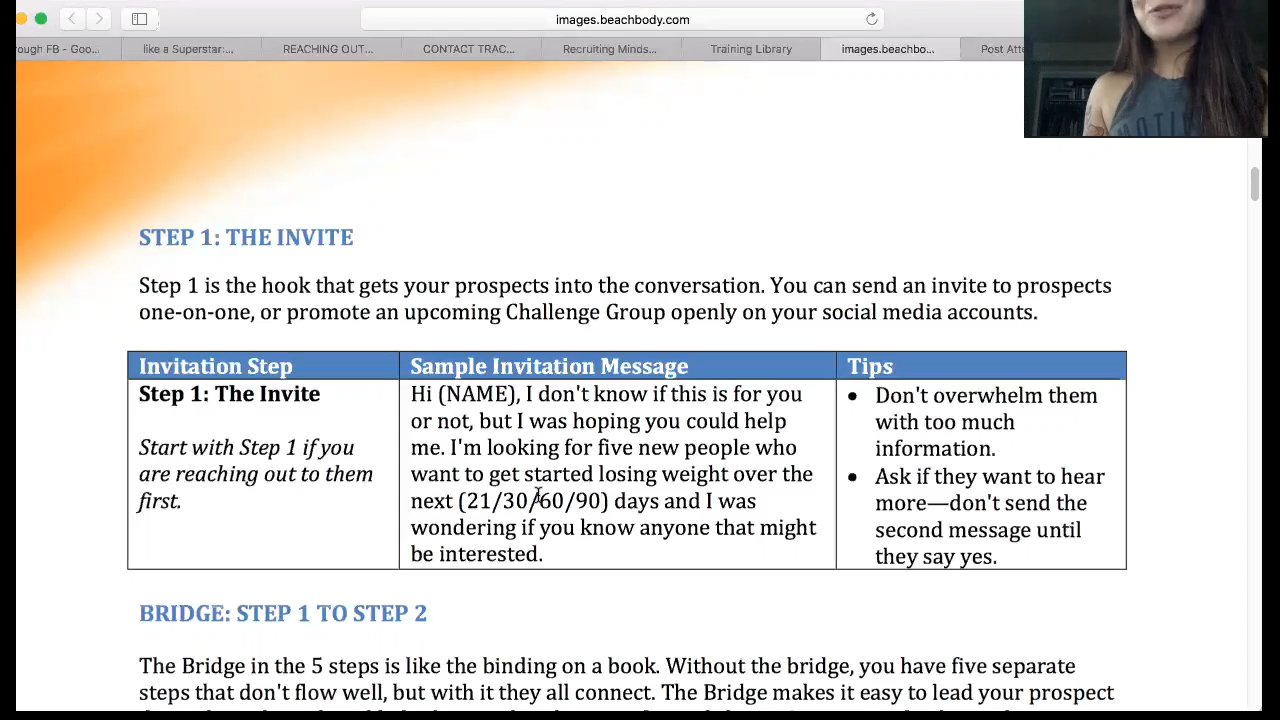 images.beachbody.com
rough FB - Goo...
like a Superstar:...
REACHING OUT...
CONTACT TRAC...
Recruiting Minds...
Training Library
images.beachbo...
Post Atte
STEP 1: THE INVITE
Step 1 is the hook that gets your prospects into the conversation. You can send an invite to prospects
one-on-one, or promote an upcoming Challenge Group openly on your social media accounts.
Invitation Step
Sample Invitation Message
Tips
Step 1: The Invite
Start with Step 1 if you
are reaching out to them
first.
Hi (NAME), I don't know if this is for you
or not, but I was hoping you could help
me. I'm looking for five new people who
want to get started losing weight over the
next (21/30/60/90) days and I was
wondering if you know anyone that might
be interested.
• Don't overwhelm them
with too much
information.
• Ask if they want to hear
more—don't send the
second message until
they say yes.
BRIDGE: STEP 1 TO STEP 2
The Bridge in the 5 steps is like the binding on a book. Without the bridge, you have five separate
steps that don't flow well, but with it they all connect. The Bridge makes it easy to lead your prospect